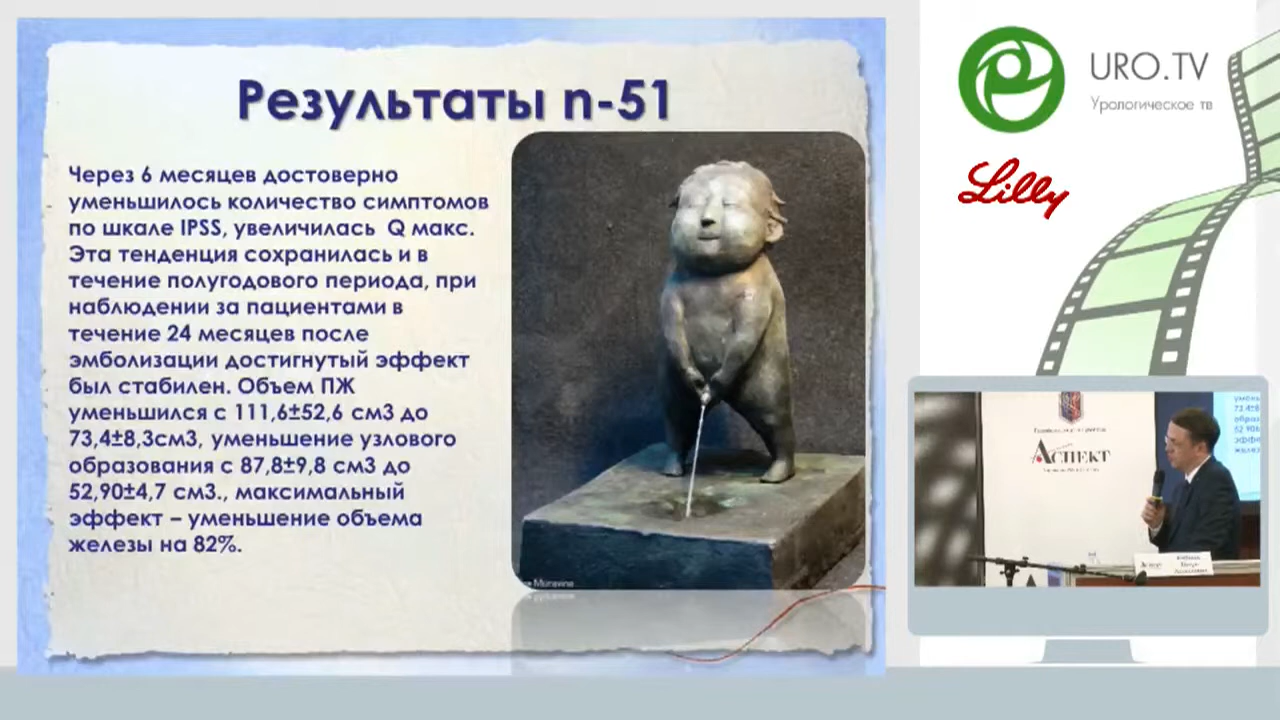 Результаты n-51
Через 6 месяцев достоверно
уменьшилось количество симптомов
по шкале IPSS, увеличилась Q макс.
Эта тенденция сохранилась и в
течение полугодового периода, при
наблюдении за пациентами в
течение 24 месяцев после
эмболизации достигнутый эффект
был стабилен. Объем ПЖ
уменьшился с 111,6±52,6 см3 до
73,4±8,3см3, уменьшение узлового
образования с 87,8±9,8 см3 до
52,90±4,7 см3., максимальный
эффект – уменьшение объема
железы на 82%.
Muravina
URO.TV
Урологическое тв
Lilly
АСПЕКТ